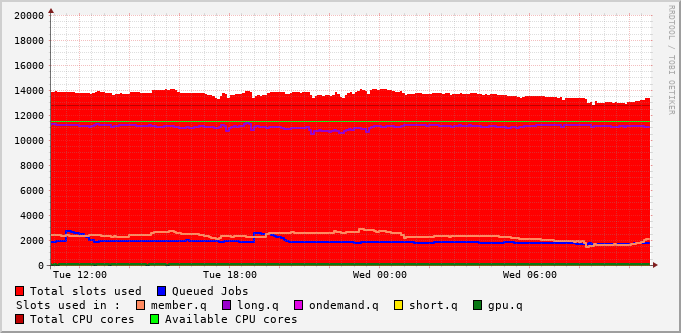 RRDTOOL / TOBI OETIKER
20000
18000
16000
14000
12000
10000
8000
6000
4000
2000
0
Tue 12:00 Tue 18:00 Wed 00:00 Wed 06:00
Total slots used Queued Jobs
Slots used in : member.q long.q ondemand.q short.q gpu.q
Total CPU cores Available CPU cores